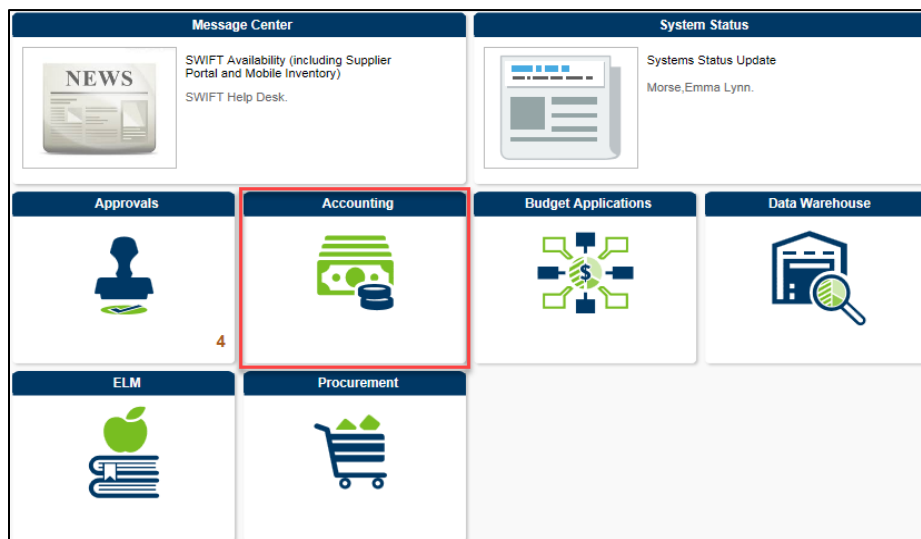 Message Center
System Status
NEWS
SWIFT Availability (including Supplier
Portal and Mobile Inventory)
SWIFT Help Desk.
Systems Status Update
Morse,Emma Lynn.
Approvals
Accounting
Budget Applications
Data Warehouse
$
4
ELM
Procurement